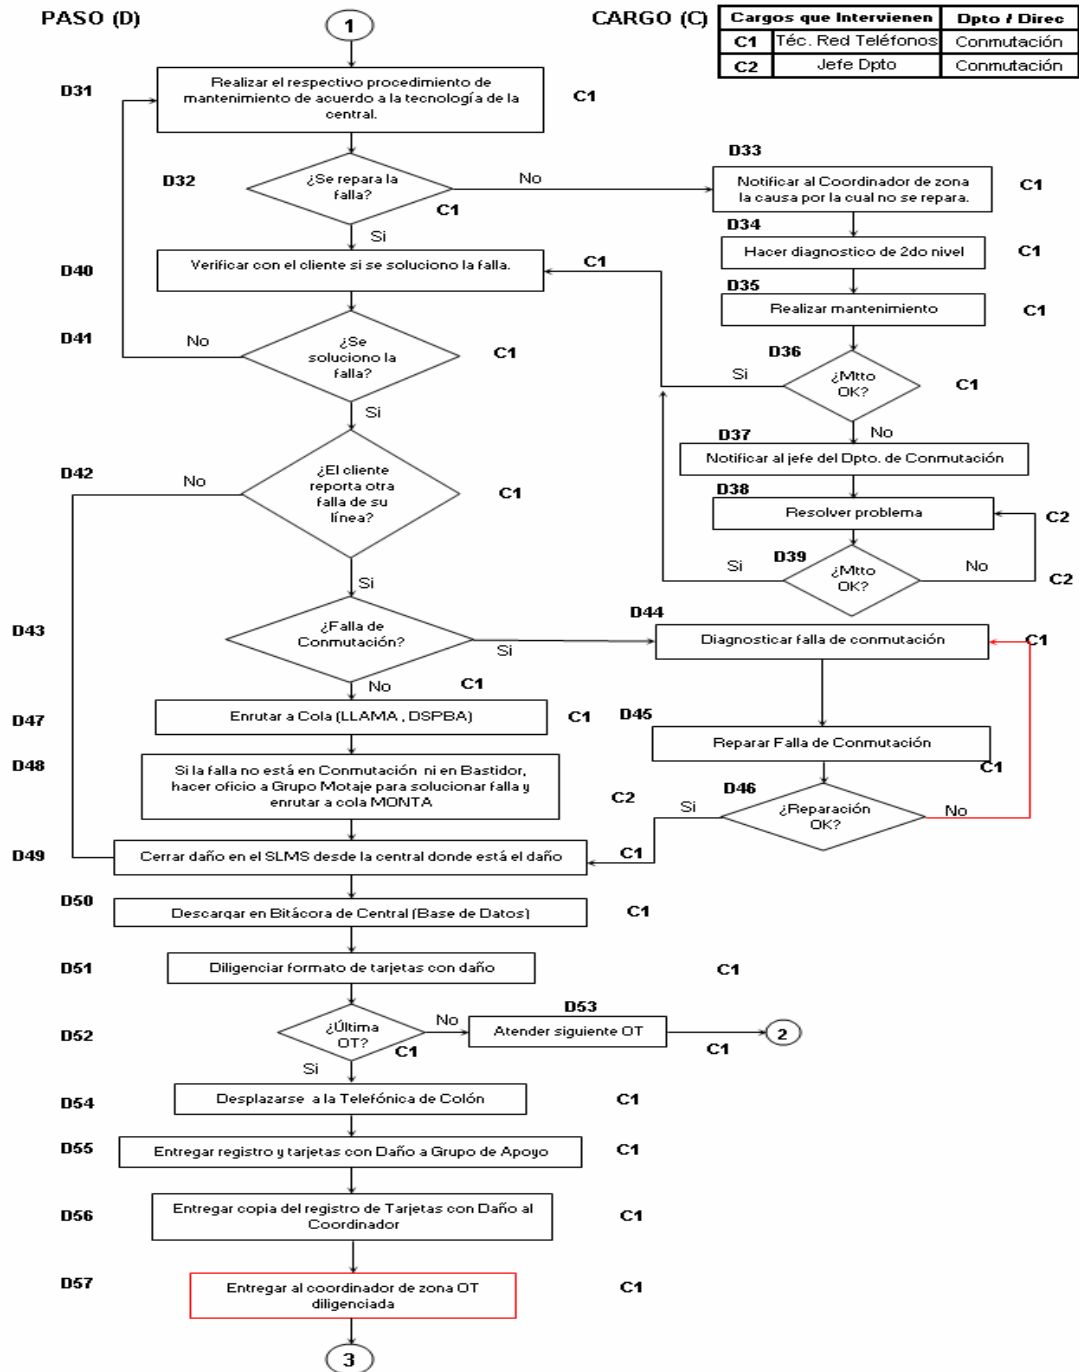 PASO (D)
CARGO (C)
Cargos que Intervienen
Dpto / Direc
C1
Téc. Red Teléfonos
Conmutación
C2
Jefe Dpto
Conmutación
1
D31
Realizar el respectivo procedimiento de
mantenimiento de acuerdo a la tecnología de la
central.
C1
D32
¿Se repara la
falla?
C1
No
Si
D33
Notificar al Coordinador de zona
la causa por la cual no se repara.
C1
D34
Hacer diagnostico de 2do nivel
C1
D35
Realizar mantenimiento
C1
D36
¿Mtto
OK?
C1
Si
No
D37
Notificar al jefe del Dpto. de Conmutación
D38
Resolver problema
C2
D39
¿Mtto
OK?
Si
No
C2
D40
Verificar con el cliente si se soluciono la falla.
C1
D41
No
¿Se
soluciono la
falla?
C1
Si
D42
No
¿El cliente
reporta otra
falla de su
línea?
C1
Si
D43
¿Falla de
Conmutación?
Si
No
C1
D44
Diagnosticar falla de conmutación
C1
D45
Reparar Falla de Conmutación
C1
D46
¿Reparación
OK?
Si
No
C1
D47
Enrutar a Cola (LLAMA , DSPBA)
C1
D48
Si la falla no está en Conmutación ni en Bastidor,
hacer oficio a Grupo Motaje para solucionar falla y
enrutar a cola MONTA
C2
D49
Cerrar daño en el SLMS desde la central donde está el daño
D50
Descargar en Bitácora de Central (Base de Datos)
C1
D51
Diligenciar formato de tarjetas con daño
C1
D52
¿Última
OT?
C1
No
Si
D53
Atender siguiente OT
C1
2
D54
Desplazarse a la Telefónica de Colón
C1
D55
Entregar registro y tarjetas con Daño a Grupo de Apoyo
C1
D56
Entregar copia del registro de Tarjetas con Daño al
Coordinador
C1
D57
Entregar al coordinador de zona OT
diligenciada
C1
3